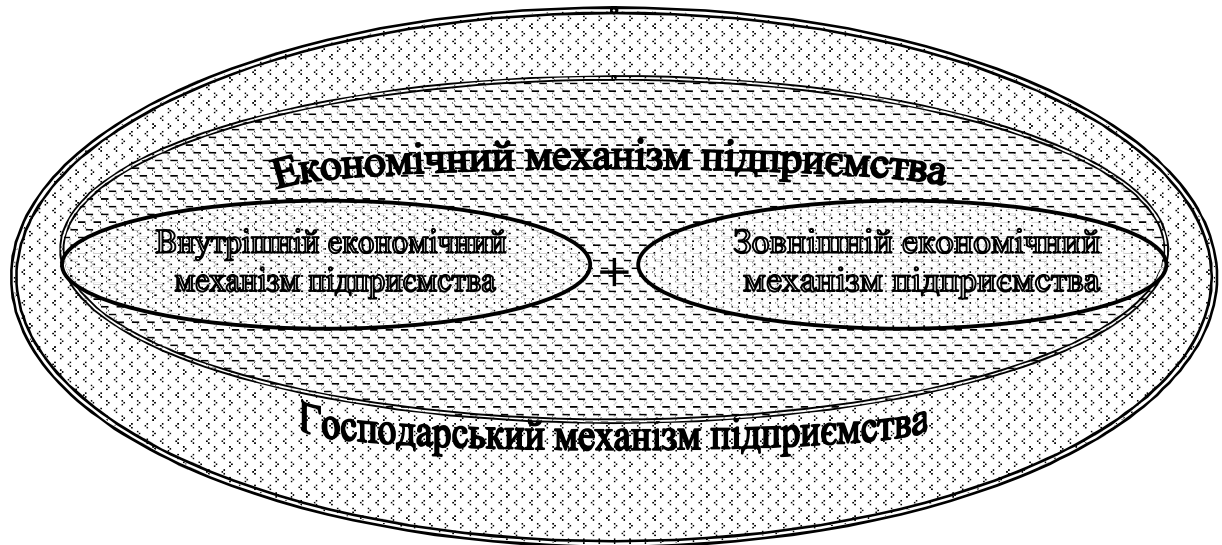 Економічний механізм підприємства
Внутрішній економічний
механізм підприємства
+
Зовнішній економічний
механізм підприємства
Господарський механізм підприємства